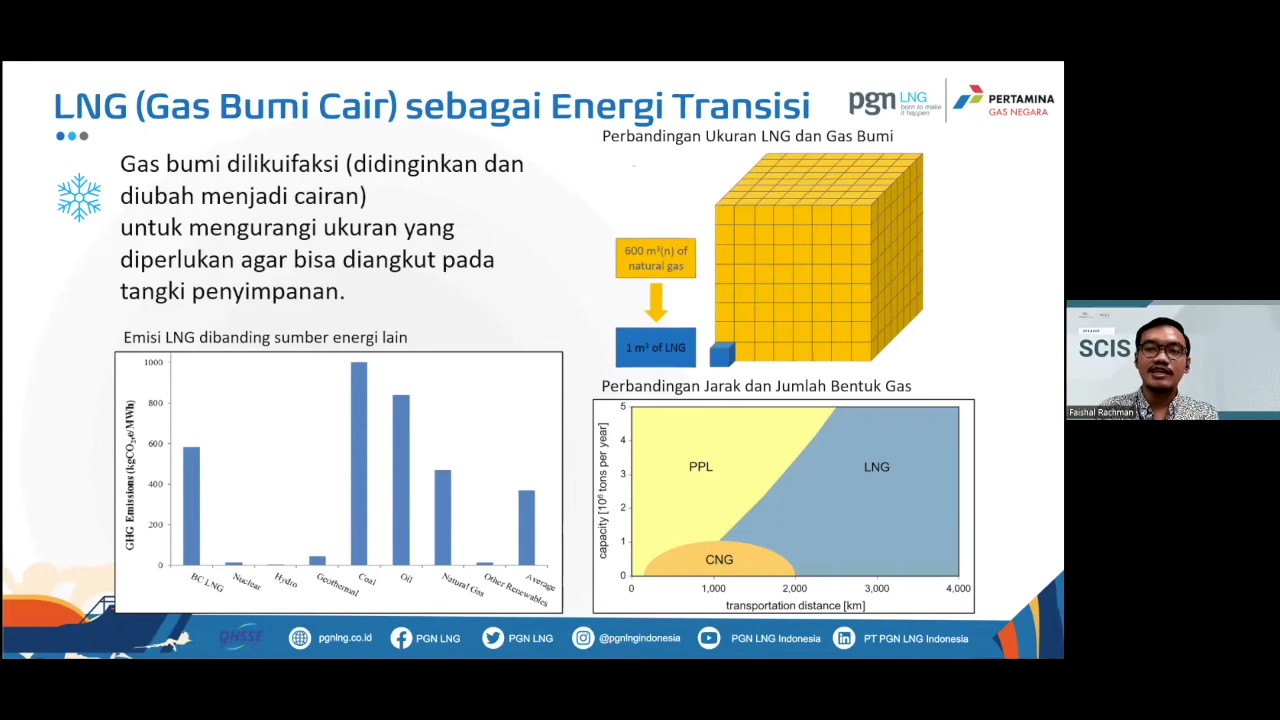 LNG (Gas Bumi Cair) sebagai Energi Transisi
pgn LNG
born to make
it happen
PERTAMINA
GAS NEGARA
Gas bumi dilikuifaksi (didinginkan dan
diubah menjadi cairan)
untuk mengurangi ukuran yang
diperlukan agar bisa diangkut pada
tangki penyimpanan.
Perbandingan Ukuran LNG dan Gas Bumi
600 m³(n) of
natural gas
1 m³ of LNG
Emisi LNG dibanding sumber energi lain
GHG Emissions (kgCO2,e/MWh)
1000
800
600
400
200
0
BC LNG
Nuclear
Hydro
Geothermal
Coal
Oil
Natural Gas
Other Renewables
Average
Perbandingan Jarak dan Jumlah Bentuk Gas
capacity [10⁶ tons per year]
5
4
3
2
1
0
PPL
LNG
CNG
0 1,000 2,000 3,000 4,000
transportation distance [km]
SPEAKER
SCIS
Faishal Rachman
QHSSE
pgnlng.co.id
PGN LNG
PGN LNG
@pgnlngindonesia
PGN LNG Indonesia
PT PGN LNG Indonesia